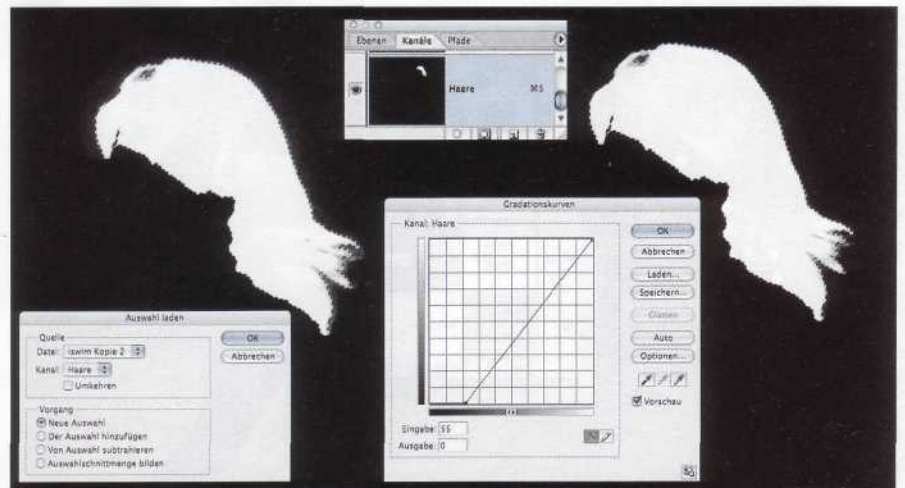 Ebenen Kanäle Pfade
Haare ⌘5
Gradationskurven
Kanal: Haare
OK
Abbrechen
Laden...
Speichern...
Glätten
Auto
Optionen...
Vorschau
Eingabe: 55
Ausgabe: 0
Auswahl laden
Quelle
Datei: iswim Kopie 2
Kanal: Haare
Umkehren
OK
Abbrechen
Vorgang
Neue Auswahl
Der Auswahl hinzufügen
Von Auswahl subtrahieren
Auswahlschnittmenge bilden